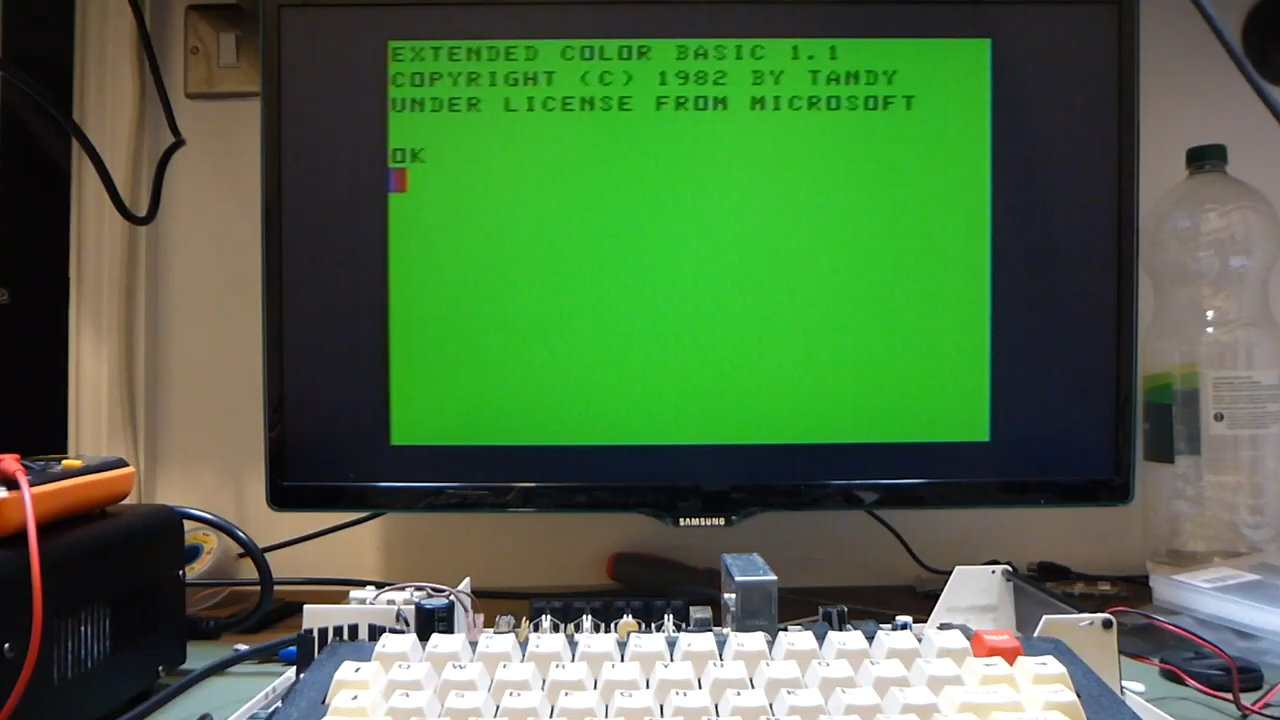 EXTENDED COLOR BASIC 1.1
COPYRIGHT (C) 1982 BY TANDY
UNDER LICENSE FROM MICROSOFT
OK
SAMSUNG